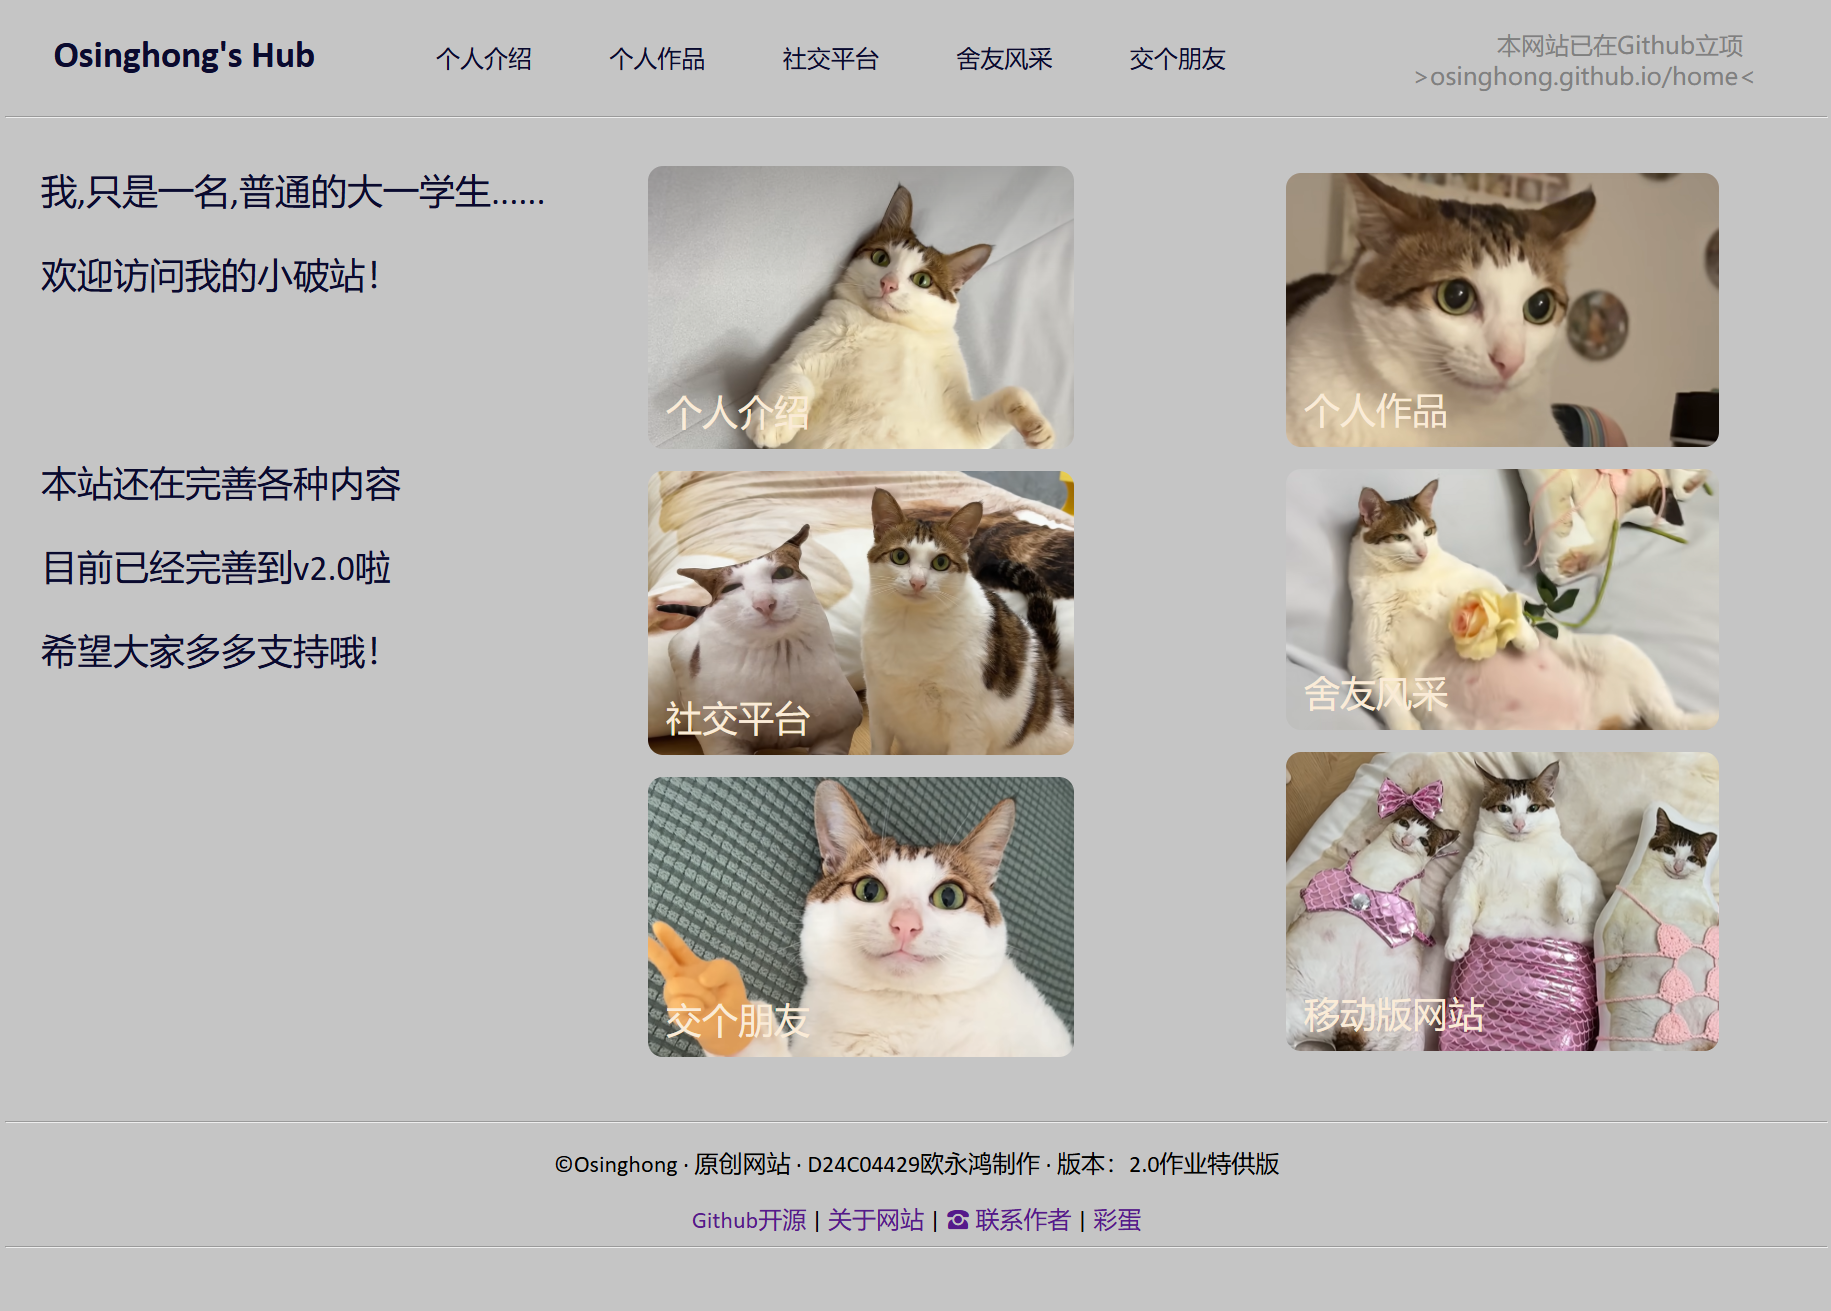 Osinghong's Hub
个人介绍 个人作品 社交平台 舍友风采 交个朋友
本网站已在Github立项
>osinghong.github.io/home<
我,只是一名,普通的大一学生......
欢迎访问我的小破站！
本站还在完善各种内容
目前已经完善到v2.0啦
希望大家多多支持哦！
个人介绍
个人作品
社交平台
舍友风采
交个朋友
移动版网站
©Osinghong · 原创网站 · D24C04429欧永鸿制作 · 版本：2.0作业特供版
Github开源 | 关于网站 | ☎ 联系作者 | 彩蛋